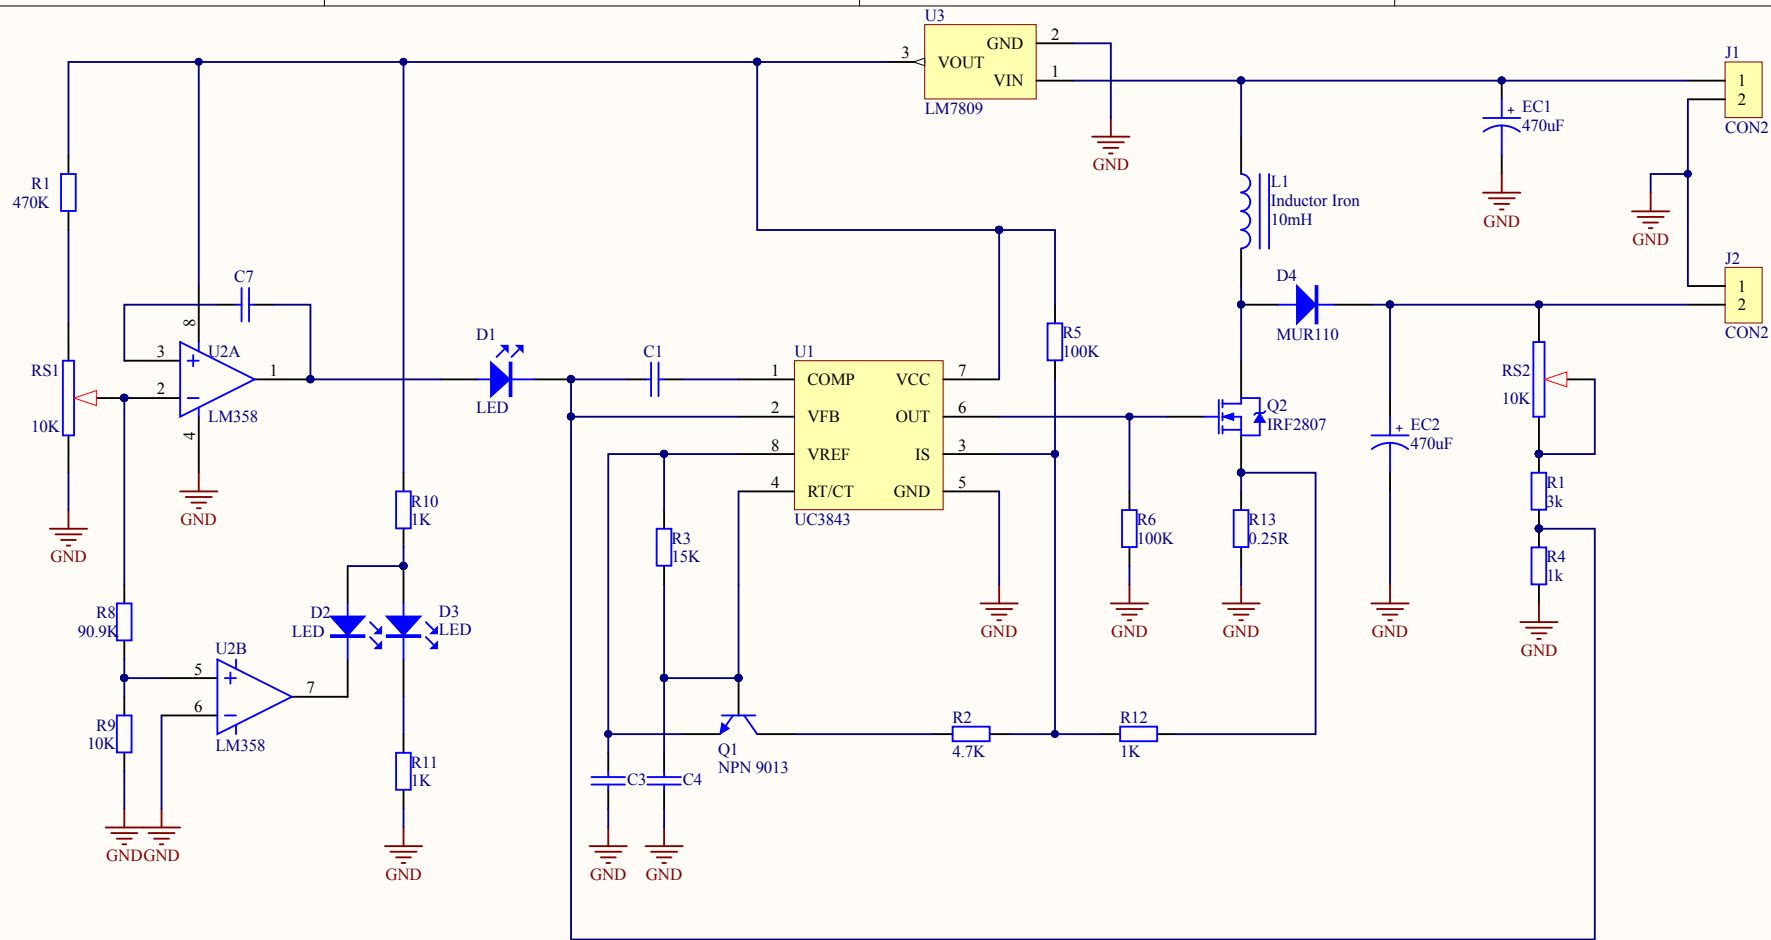 U3
GND 2
3 VOUT
VIN 1
LM7809
GND
J1
1
2
CON2
+ EC1
470uF
GND
GND
R1
470K
L1
Inductor Iron
10mH
J2
1
2
CON2
C7
8
3 +
2 −
U2A
1
4
LM358
GND
RS1
10K
GND
D1
LED
C1
U1
1 COMP VCC 7
2 VFB OUT 6
8 VREF IS 3
4 RT/CT GND 5
UC3843
R5
100K
D4
MUR110
Q2
IRF2807
+ EC2
470uF
RS2
10K
R1
3k
R4
1k
R10
1K
R3
15K
R6
100K
R13
0.25R
GND
GND
GND
GND
GND
R8
90.9K
D2
LED
D3
LED
U2B
5 +
7
6 −
LM358
R9
10K
R11
1K
Q1
NPN 9013
R2
4.7K
R12
1K
C3
C4
GND
GND
GND
GND
GND